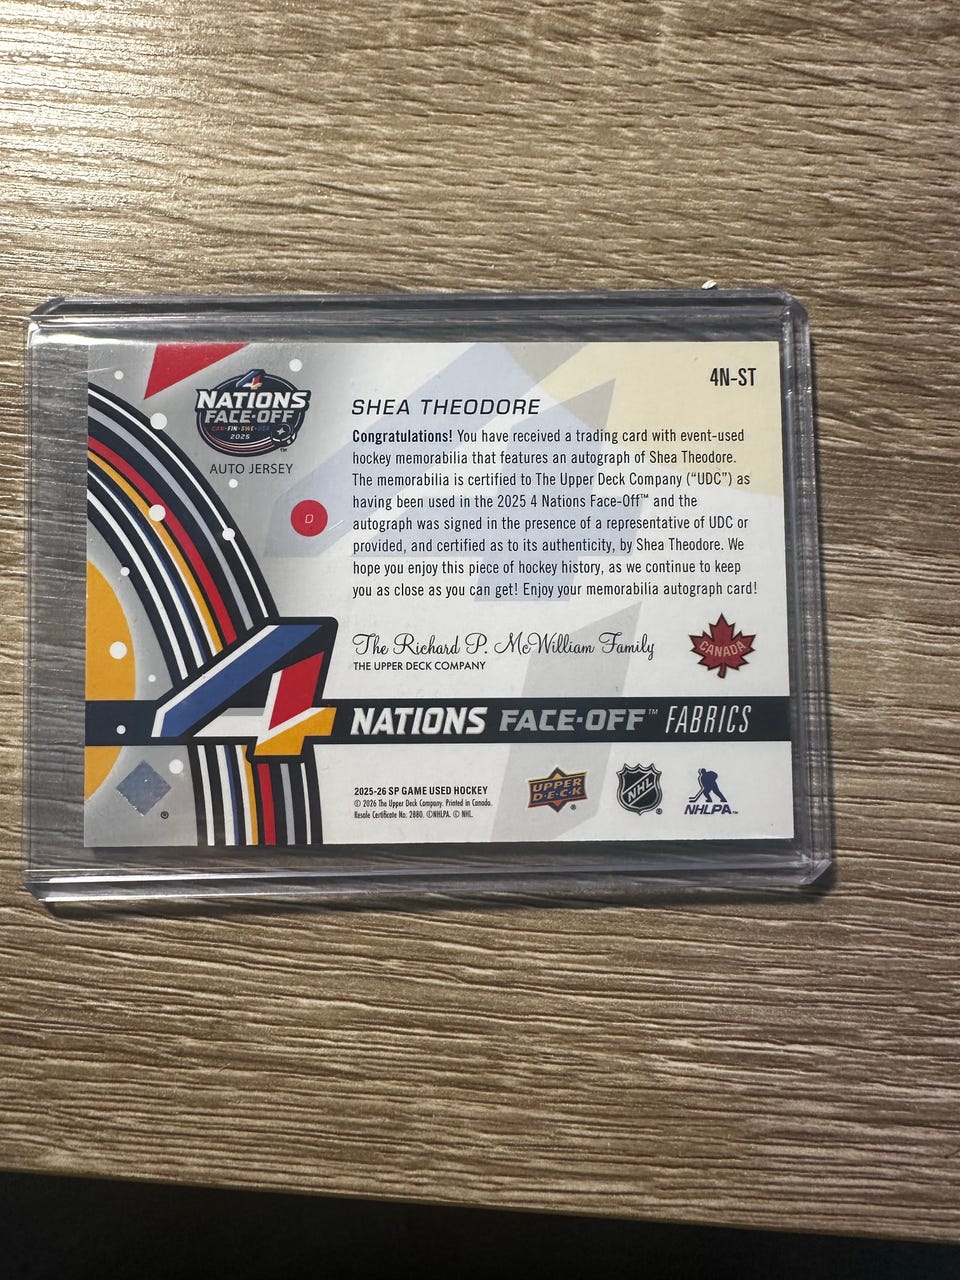 4N-ST
NATIONS
FACE·OFF
CAN·FIN·SWE·USA
2025
AUTO JERSEY
D
SHEA THEODORE
Congratulations! You have received a trading card with event-used
hockey memorabilia that features an autograph of Shea Theodore.
The memorabilia is certified to The Upper Deck Company (“UDC”) as
having been used in the 2025 4 Nations Face-Off™ and the
autograph was signed in the presence of a representative of UDC or
provided, and certified as to its authenticity, by Shea Theodore. We
hope you enjoy this piece of hockey history, as we continue to keep
you as close as you can get! Enjoy your memorabilia autograph card!
The Richard P. McWilliam Family
THE UPPER DECK COMPANY
CANADA
4 NATIONS FACE·OFF™ FABRICS
2025-26 SP GAME USED HOCKEY
© 2026 The Upper Deck Company. Printed in Canada.
Resale Certificate No: 2880. ©NHLPA. © NHL.
UPPER
D·E·C·K
®
NHL
®
NHLPA™
®